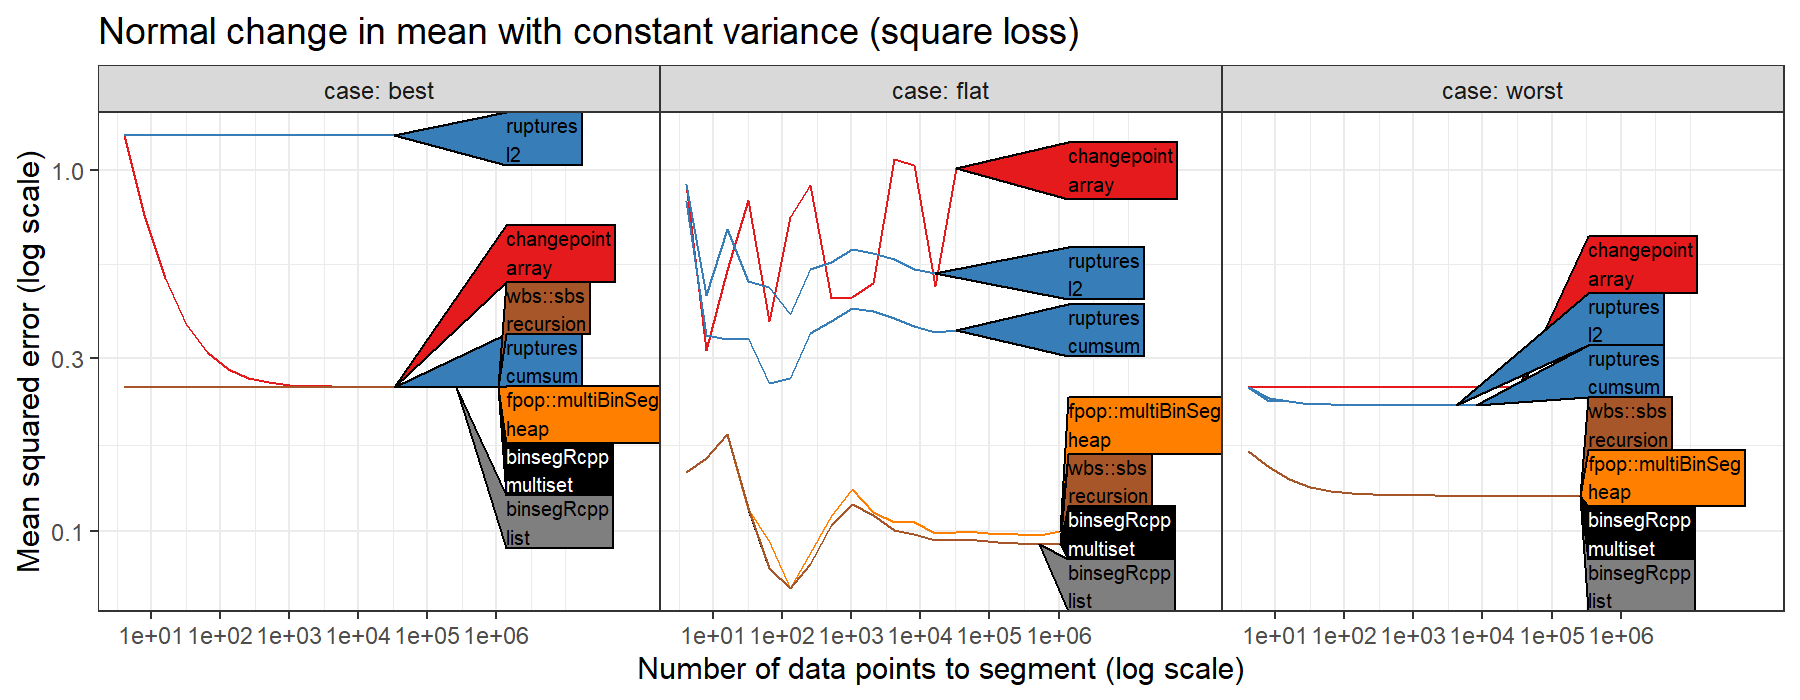 Normal change in mean with constant variance (square loss)
case: best
case: flat
case: worst
Mean squared error (log scale)
1.0
0.3
0.1
ruptures
l2
changepoint
array
wbs::sbs
recursion
ruptures
cumsum
fpop::multiBinSeg
heap
binsegRcpp
multiset
binsegRcpp
list
changepoint
array
ruptures
l2
ruptures
cumsum
fpop::multiBinSeg
heap
wbs::sbs
recursion
binsegRcpp
multiset
binsegRcpp
list
changepoint
array
ruptures
l2
ruptures
cumsum
wbs::sbs
recursion
fpop::multiBinSeg
heap
binsegRcpp
multiset
binsegRcpp
list
1e+01 1e+02 1e+03 1e+04 1e+05 1e+06
1e+01 1e+02 1e+03 1e+04 1e+05 1e+06
1e+01 1e+02 1e+03 1e+04 1e+05 1e+06
Number of data points to segment (log scale)